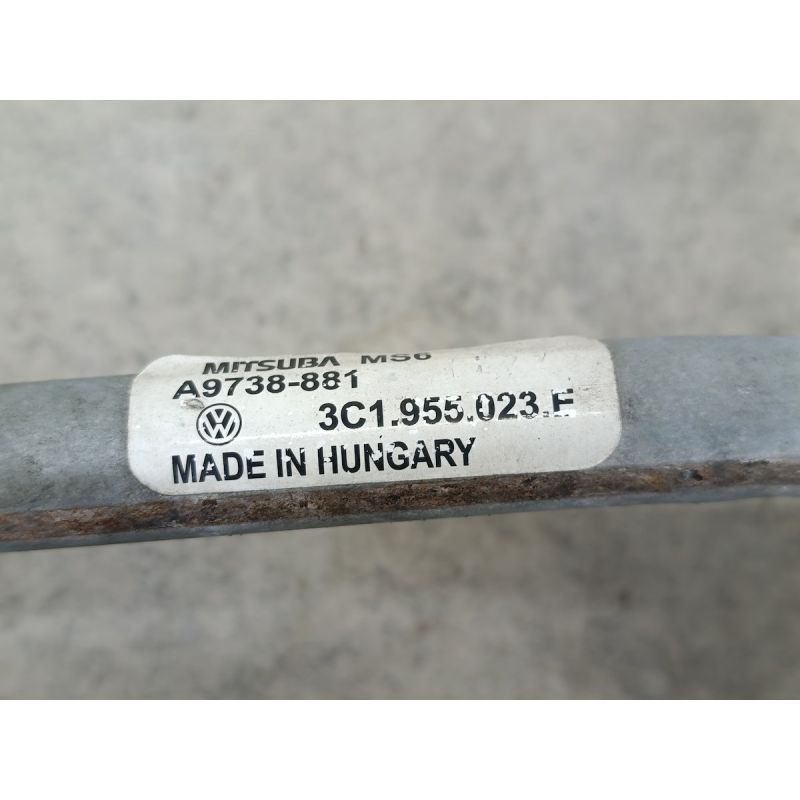 MITSUBA MS6
A9738-881
3C1.955.023.E
MADE IN HUNGARY